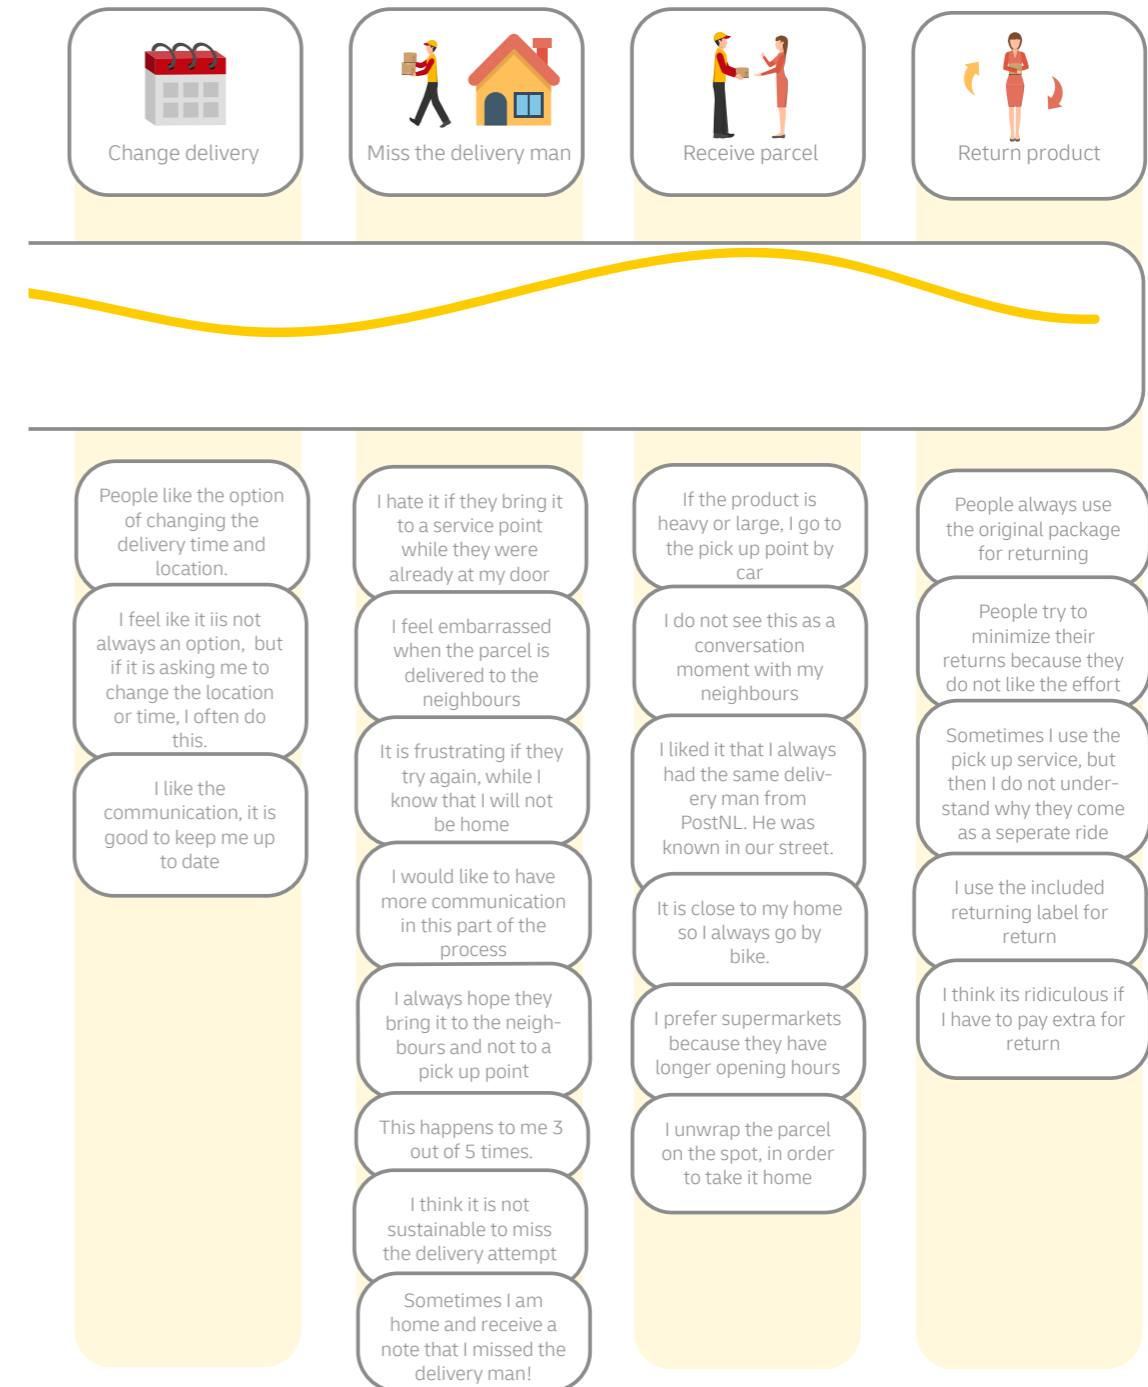 Change delivery
Miss the delivery man
Receive parcel
Return product
People like the option
of changing the
delivery time and
location.
I feel ike it iis not
always an option, but
if it is asking me to
change the location
or time, I often do
this.
I like the
communication, it is
good to keep me up
to date
I hate it if they bring it
to a service point
while they were
already at my door
I feel embarrassed
when the parcel is
delivered to the
neighbours
It is frustrating if they
try again, while I
know that I will not
be home
I would like to have
more communication
in this part of the
process
I always hope they
bring it to the neigh-
bours and not to a
pick up point
This happens to me 3
out of 5 times.
I think it is not
sustainable to miss
the delivery attempt
Sometimes I am
home and receive a
note that I missed the
delivery man!
If the product is
heavy or large, I go to
the pick up point by
car
I do not see this as a
conversation
moment with my
neighbours
I liked it that I always
had the same deliv-
ery man from
PostNL. He was
known in our street.
It is close to my home
so I always go by
bike.
I prefer supermarkets
because they have
longer opening hours
I unwrap the parcel
on the spot, in order
to take it home
People always use
the original package
for returning
People try to
minimize their
returns because they
do not like the effort
Sometimes I use the
pick up service, but
then I do not under-
stand why they come
as a seperate ride
I use the included
returning label for
return
I think its ridiculous if
I have to pay extra for
return